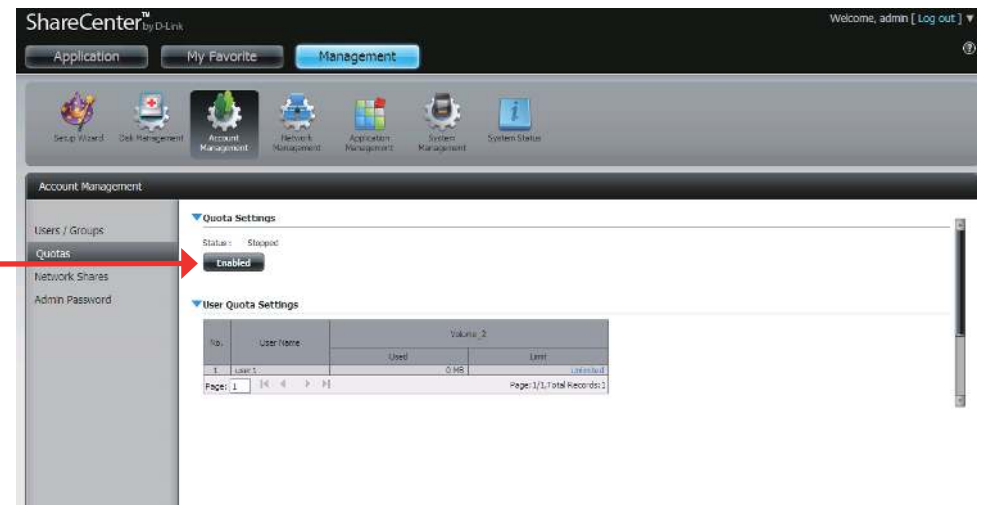 ShareCenter™ by D-Link
Welcome, admin [ Log out ]
Application My Favorite Management
Setup Wizard Disk Management Account Management Network Management Application Management System Management System Status
Account Management
Users / Groups
Quotas
Network Shares
Admin Password
Quota Settings
Status : Stopped
Enabled
User Quota Settings
No. User Name Volume_2
Used Limit
1 user1 0 MB Unlimited
Page: 1 Page: 1/1,Total Records:1